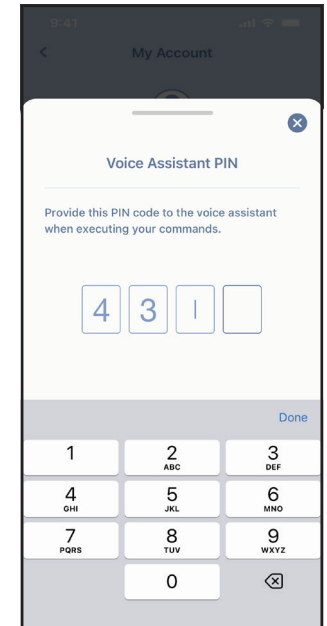 9:41
My Account
Voice Assistant PIN
Provide this PIN code to the voice assistant
when executing your commands.
4 3
Done
1 2 3
ABC DEF
4 5 6
GHI JKL MNO
7 8 9
PQRS TUV WXYZ
0